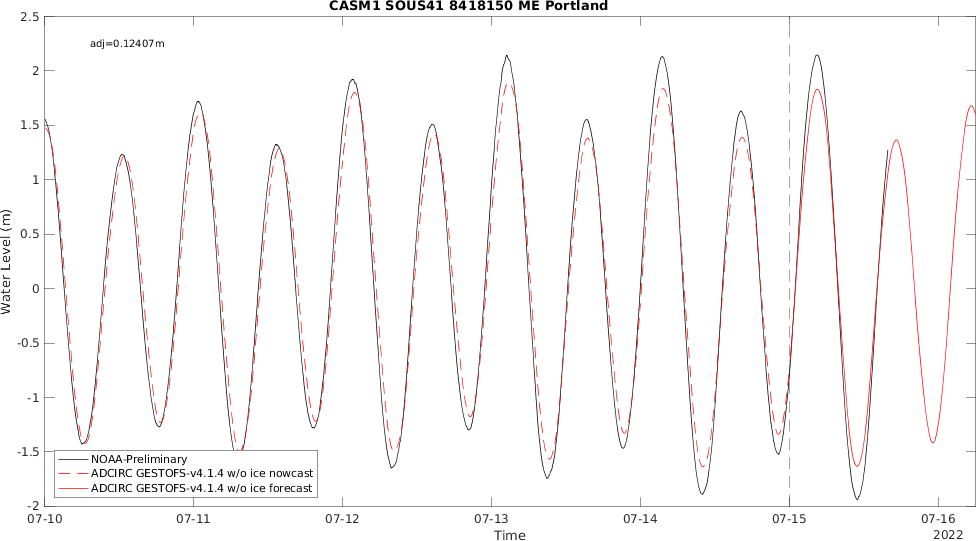 CASM1 SOUS41 8418150 ME Portland
2.5
adj=0.12407m
2
1.5
1
0.5
0
-0.5
-1
-1.5
-2
Water Level (m)
NOAA-Preliminary
ADCIRC GESTOFS-v4.1.4 w/o ice nowcast
ADCIRC GESTOFS-v4.1.4 w/o ice forecast
07-10 07-11 07-12 07-13 07-14 07-15 07-16
Time
2022